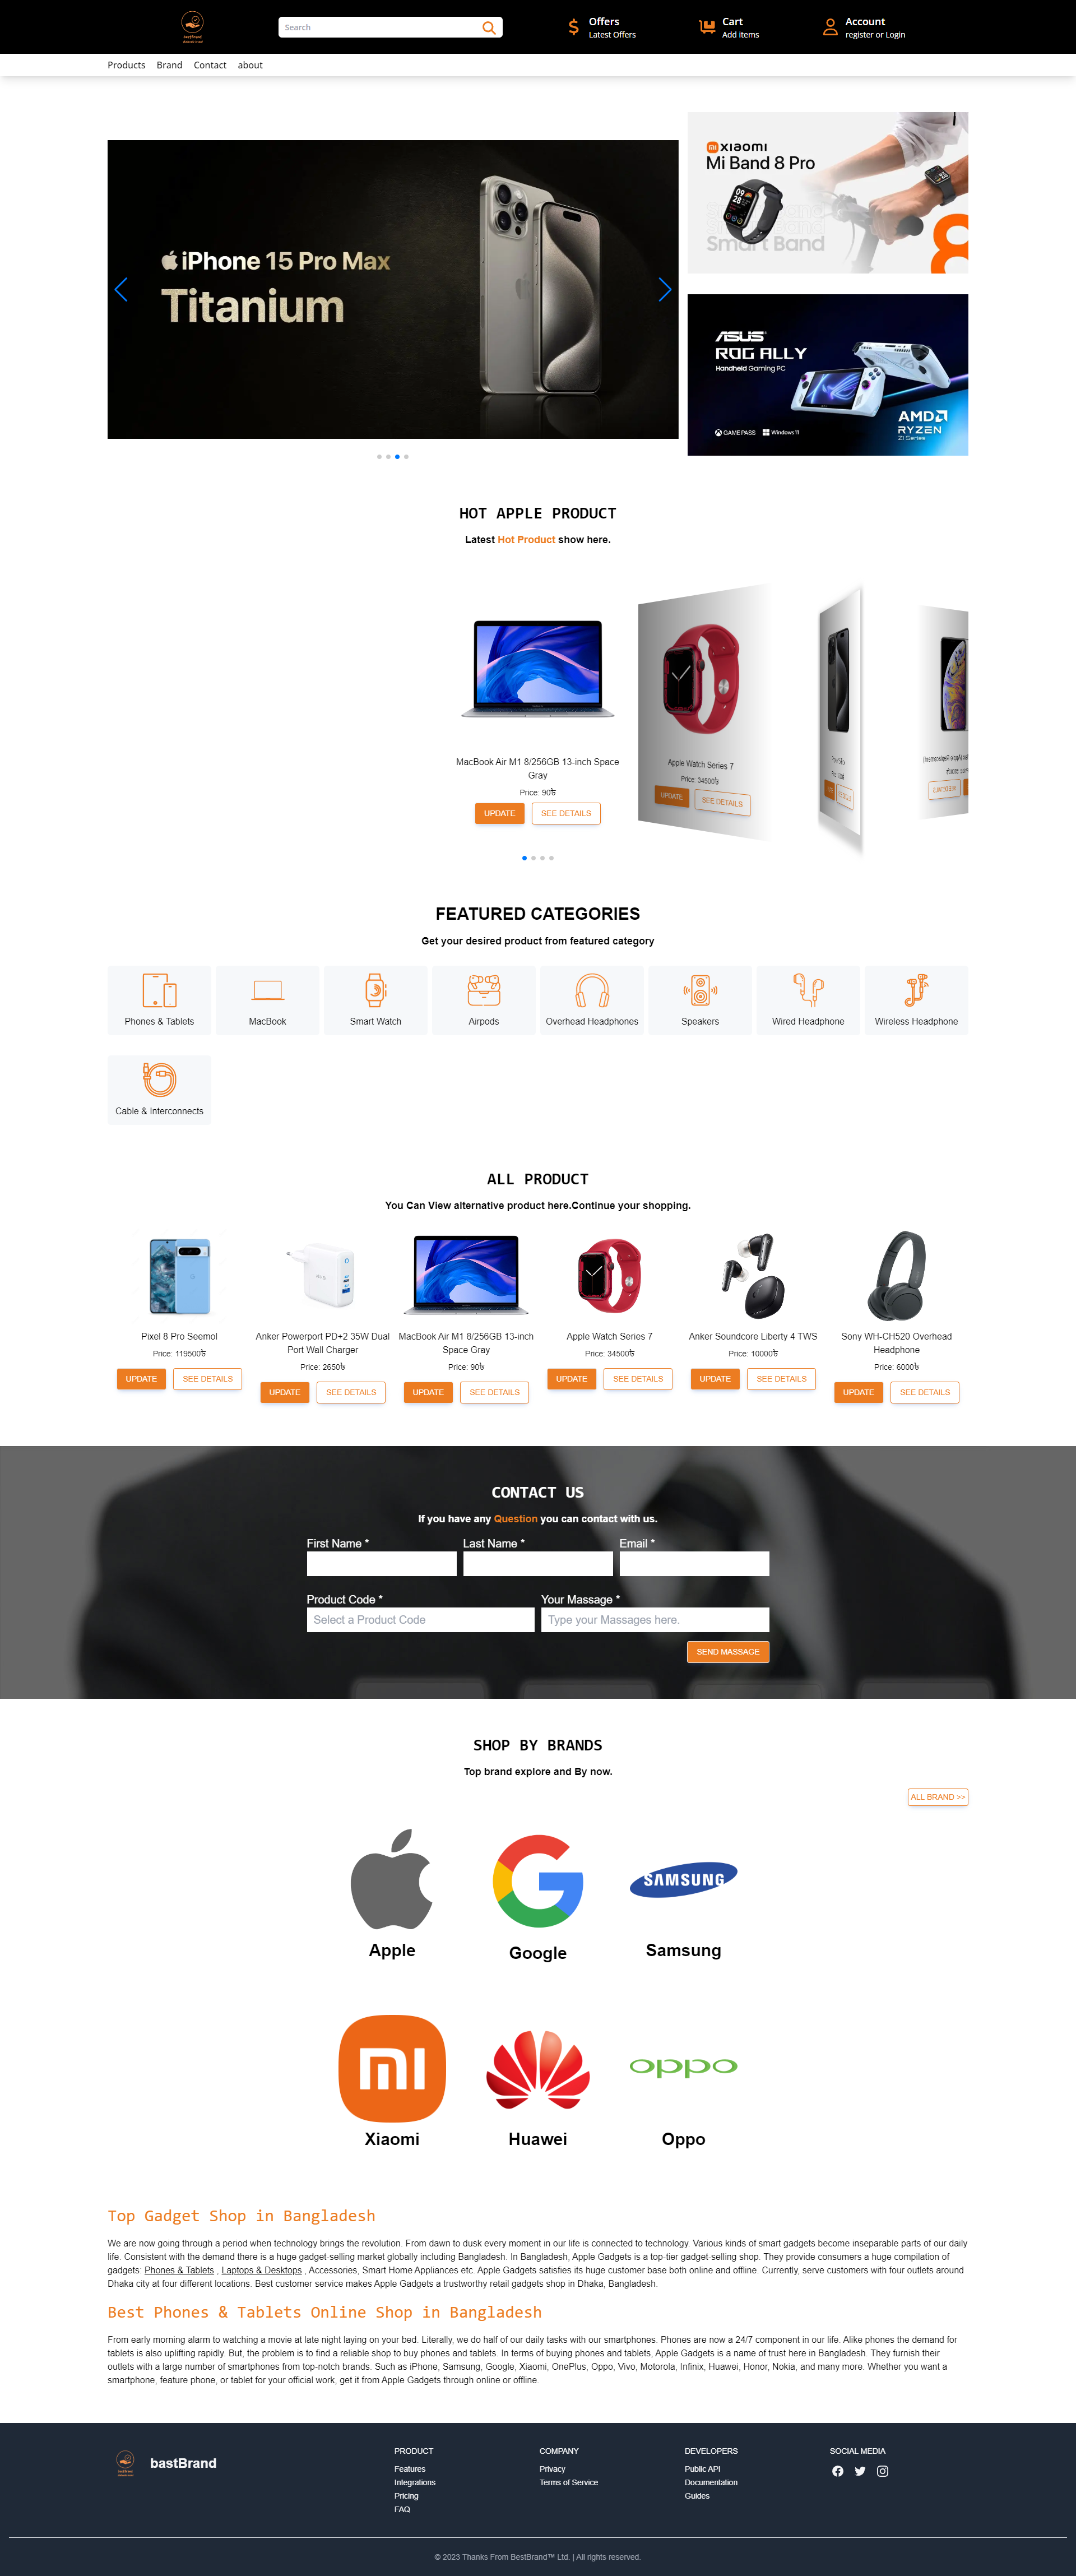 Search
Offers
Latest Offers
Cart
Add items
Account
register or Login
Products Brand Contact about
iPhone 15 Pro Max
Titanium
xiaomi
Mi Band 8 Pro
Smart Band
8
ASUS
ROG ALLY
Handheld Gaming PC
GAME PASS Windows 11
AMD
RYZEN
Z1 Series
HOT APPLE PRODUCT
Latest Hot Product show here.
MacBook Air M1 8/256GB 13-inch Space
Gray
Price: 90৳
UPDATE SEE DETAILS
Apple Watch Series 7
Price: 34500৳
UPDATE SEE DETAILS
FEATURED CATEGORIES
Get your desired product from featured category
Phones & Tablets
MacBook
Smart Watch
Airpods
Overhead Headphones
Speakers
Wired Headphone
Wireless Headphone
Cable & Interconnects
ALL PRODUCT
You Can View alternative product here.Continue your shopping.
Pixel 8 Pro Seemol
Price: 119500৳
UPDATE SEE DETAILS
Anker Powerport PD+2 35W Dual
Port Wall Charger
Price: 2650৳
UPDATE SEE DETAILS
MacBook Air M1 8/256GB 13-inch
Space Gray
Price: 90৳
UPDATE SEE DETAILS
Apple Watch Series 7
Price: 34500৳
UPDATE SEE DETAILS
Anker Soundcore Liberty 4 TWS
Price: 10000৳
UPDATE SEE DETAILS
Sony WH-CH520 Overhead
Headphone
Price: 6000৳
UPDATE SEE DETAILS
CONTACT US
If you have any Question you can contact with us.
First Name * Last Name * Email *
Product Code * Your Massage *
Select a Product Code Type your Massages here.
SEND MASSAGE
SHOP BY BRANDS
Top brand explore and By now.
ALL BRAND >>
SAMSUNG
Apple
Google
Samsung
mi
oppo
Xiaomi
Huawei
Oppo
Top Gadget Shop in Bangladesh
We are now going through a period when technology brings the revolution. From dawn to dusk every moment in our life is connected to technology. Various kinds of smart gadgets become inseparable parts of our daily
life. Consistent with the demand there is a huge gadget-selling market globally including Bangladesh. In Bangladesh, Apple Gadgets is a top-tier gadget-selling shop. They provide consumers a huge compilation of
gadgets: Phones & Tablets , Laptops & Desktops , Accessories, Smart Home Appliances etc. Apple Gadgets satisfies its huge customer base both online and offline. Currently, serve customers with four outlets around
Dhaka city at four different locations. Best customer service makes Apple Gadgets a trustworthy retail gadgets shop in Dhaka, Bangladesh.
Best Phones & Tablets Online Shop in Bangladesh
From early morning alarm to watching a movie at late night laying on your bed. Literally, we do half of our daily tasks with our smartphones. Phones are now a 24/7 component in our life. Alike phones the demand for
tablets is also uplifting rapidly. But, the problem is to find a reliable shop to buy phones and tablets. In terms of buying phones and tablets, Apple Gadgets is a name of trust here in Bangladesh. They furnish their
outlets with a large number of smartphones from top-notch brands. Such as iPhone, Samsung, Google, Xiaomi, OnePlus, Oppo, Vivo, Motorola, Infinix, Huawei, Honor, Nokia, and many more. Whether you want a
smartphone, feature phone, or tablet for your official work, get it from Apple Gadgets through online or offline.
bastBrand
PRODUCT
Features
Integrations
Pricing
FAQ
COMPANY
Privacy
Terms of Service
DEVELOPERS
Public API
Documentation
Guides
SOCIAL MEDIA
© 2023 Thanks From BestBrand™ Ltd. | All rights reserved.